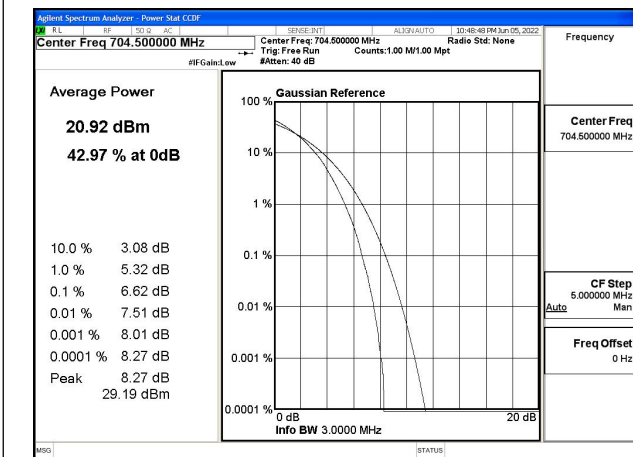 Agilent Spectrum Analyzer - Power Stat CCDF
RL RF 50 Ω AC SENSE:INT ALIGN AUTO 10:48:48 PM Jun 05, 2022
Center Freq 704.500000 MHz
Center Freq: 704.500000 MHz Radio Std: None
Trig: Free Run Counts:1.00 M/1.00 Mpt
#IFGain:Low #Atten: 40 dB
Frequency
Average Power
20.92 dBm
42.97 % at 0dB
10.0 % 3.08 dB
1.0 % 5.32 dB
0.1 % 6.62 dB
0.01 % 7.51 dB
0.001 % 8.01 dB
0.0001 % 8.27 dB
Peak 8.27 dB
29.19 dBm
Gaussian Reference
100 %
10 %
1 %
0.1 %
0.01 %
0.001 %
0.0001 %
0 dB 20 dB
Info BW 3.0000 MHz
Center Freq
704.500000 MHz
CF Step
5.000000 MHz
Auto Man
Freq Offset
0 Hz
MSG STATUS